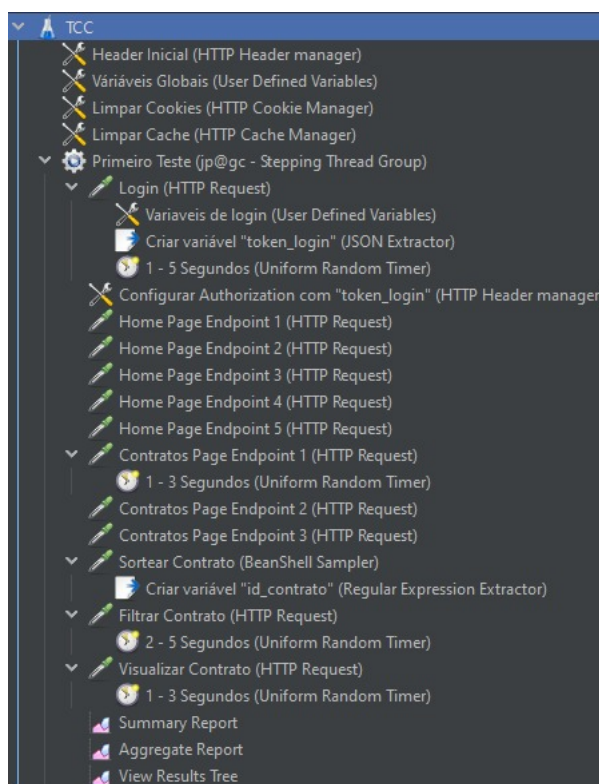 TCC
Header Inicial (HTTP Header manager)
Váriáveis Globais (User Defined Variables)
Limpar Cookies (HTTP Cookie Manager)
Limpar Cache (HTTP Cache Manager)
Primeiro Teste (jp@gc - Stepping Thread Group)
Login (HTTP Request)
Variaveis de login (User Defined Variables)
Criar variável "token_login" (JSON Extractor)
1 - 5 Segundos (Uniform Random Timer)
Configurar Authorization com "token_login" (HTTP Header manager
Home Page Endpoint 1 (HTTP Request)
Home Page Endpoint 2 (HTTP Request)
Home Page Endpoint 3 (HTTP Request)
Home Page Endpoint 4 (HTTP Request)
Home Page Endpoint 5 (HTTP Request)
Contratos Page Endpoint 1 (HTTP Request)
1 - 3 Segundos (Uniform Random Timer)
Contratos Page Endpoint 2 (HTTP Request)
Contratos Page Endpoint 3 (HTTP Request)
Sortear Contrato (BeanShell Sampler)
Criar variável "id_contrato" (Regular Expression Extractor)
Filtrar Contrato (HTTP Request)
2 - 5 Segundos (Uniform Random Timer)
Visualizar Contrato (HTTP Request)
1 - 3 Segundos (Uniform Random Timer)
Summary Report
Aggregate Report
View Results Tree